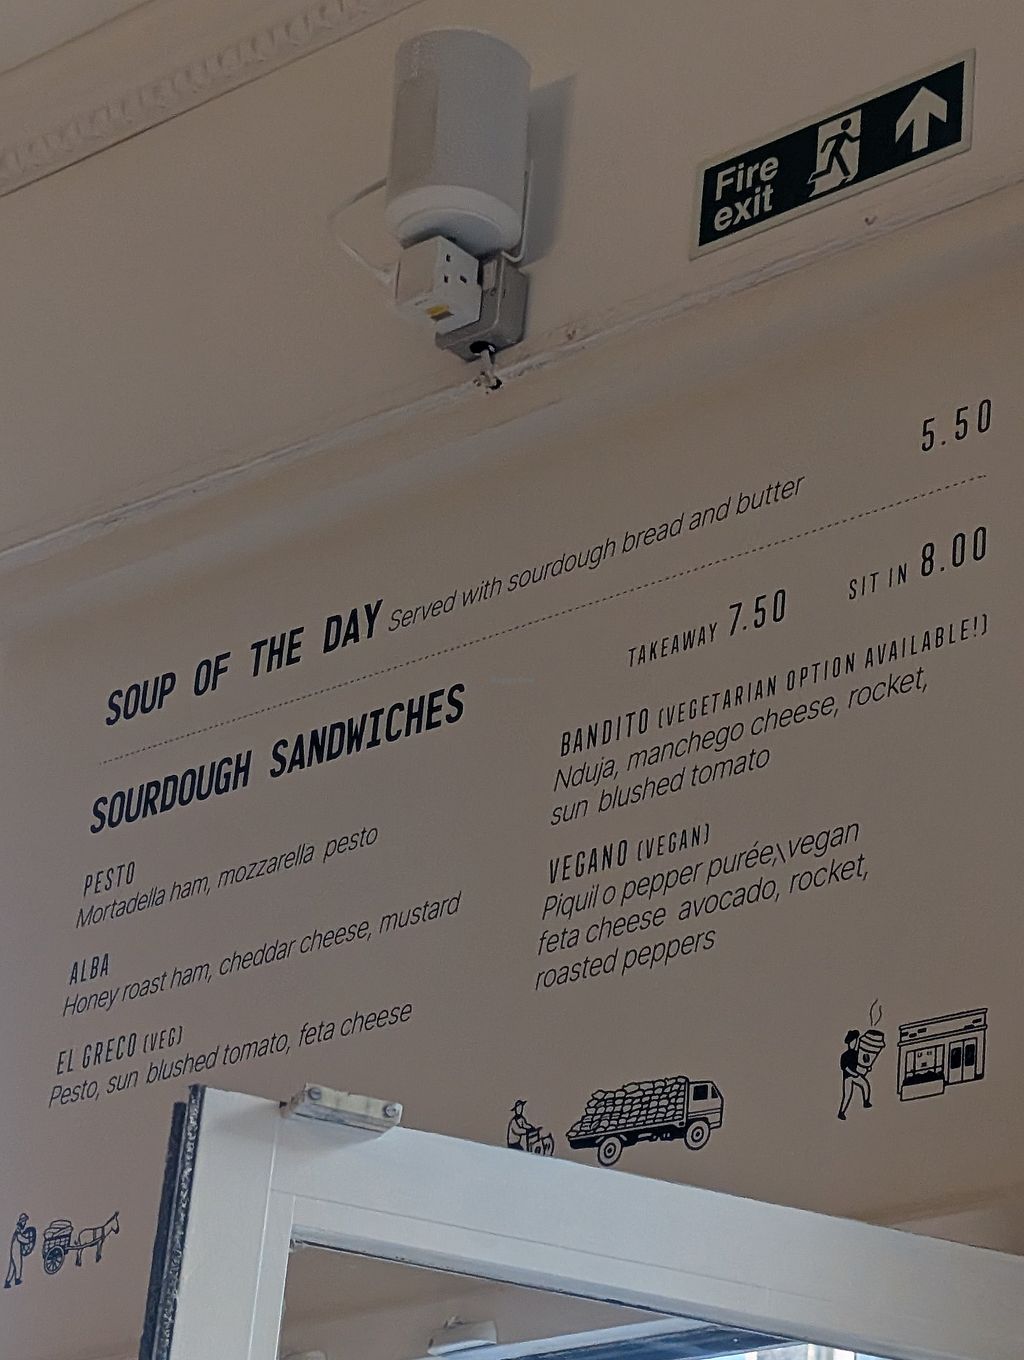 Fire
exit
5.50
SOUP OF THE DAY Served with sourdough bread and butter
TAKEAWAY 7.50 SIT IN 8.00
SOURDOUGH SANDWICHES
PESTO
Mortadella ham, mozzarella pesto
ALBA
Honey roast ham, cheddar cheese, mustard
EL GRECO (VEG)
Pesto, sun blushed tomato, feta cheese
BANDITO (VEGETARIAN OPTION AVAILABLE!)
Nduja, manchego cheese, rocket,
sun blushed tomato
VEGANO (VEGAN)
Piquil o pepper purée,\vegan
feta cheese avocado, rocket,
roasted peppers